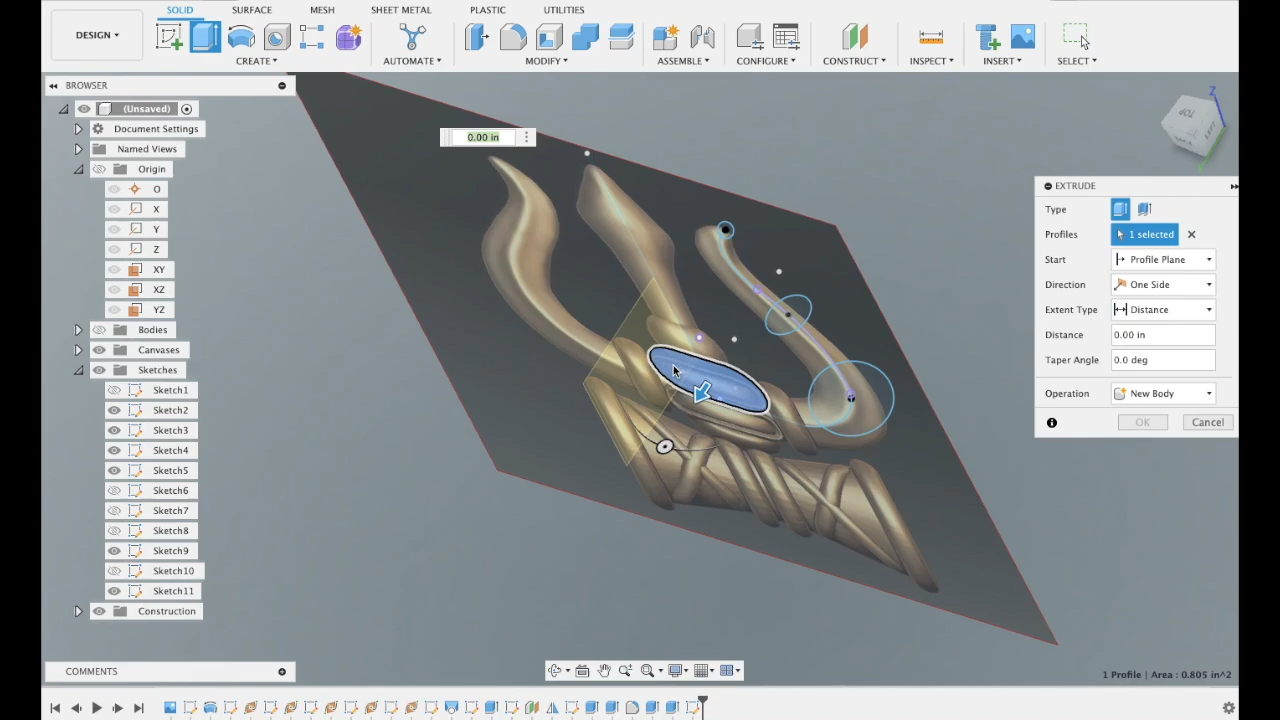 SOLID
SURFACE
MESH
SHEET METAL
PLASTIC
UTILITIES
DESIGN
CREATE
AUTOMATE
MODIFY
ASSEMBLE
CONFIGURE
CONSTRUCT
INSPECT
INSERT
SELECT
BROWSER
(Unsaved)
Document Settings
Named Views
Origin
O
X
Y
Z
XY
XZ
YZ
Bodies
Canvases
Sketches
Sketch1
Sketch2
Sketch3
Sketch4
Sketch5
Sketch6
Sketch7
Sketch8
Sketch9
Sketch10
Sketch11
Construction
COMMENTS
0.00 in
Z
TOP
EXTRUDE
Type
Profiles 1 selected
Start Profile Plane
Direction One Side
Extent Type Distance
Distance 0.00 in
Taper Angle 0.0 deg
Operation New Body
OK Cancel
1 Profile | Area : 0.805 in^2